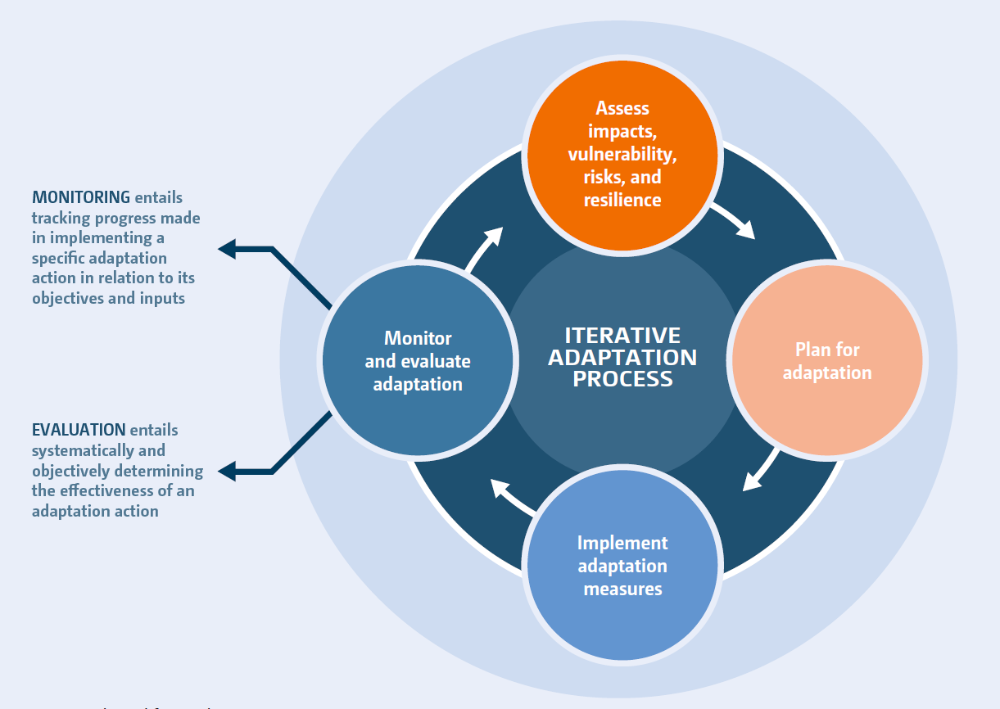 Assess
impacts,
vulnerability,
risks, and
resilience
MONITORING entails
tracking progress made
in implementing a
specific adaptation
action in relation to its
objectives and inputs
Monitor
and evaluate
adaptation
ITERATIVE
ADAPTATION
PROCESS
Plan for
adaptation
EVALUATION entails
systematically and
objectively determining
the effectiveness of an
adaptation action
Implement
adaptation
measures